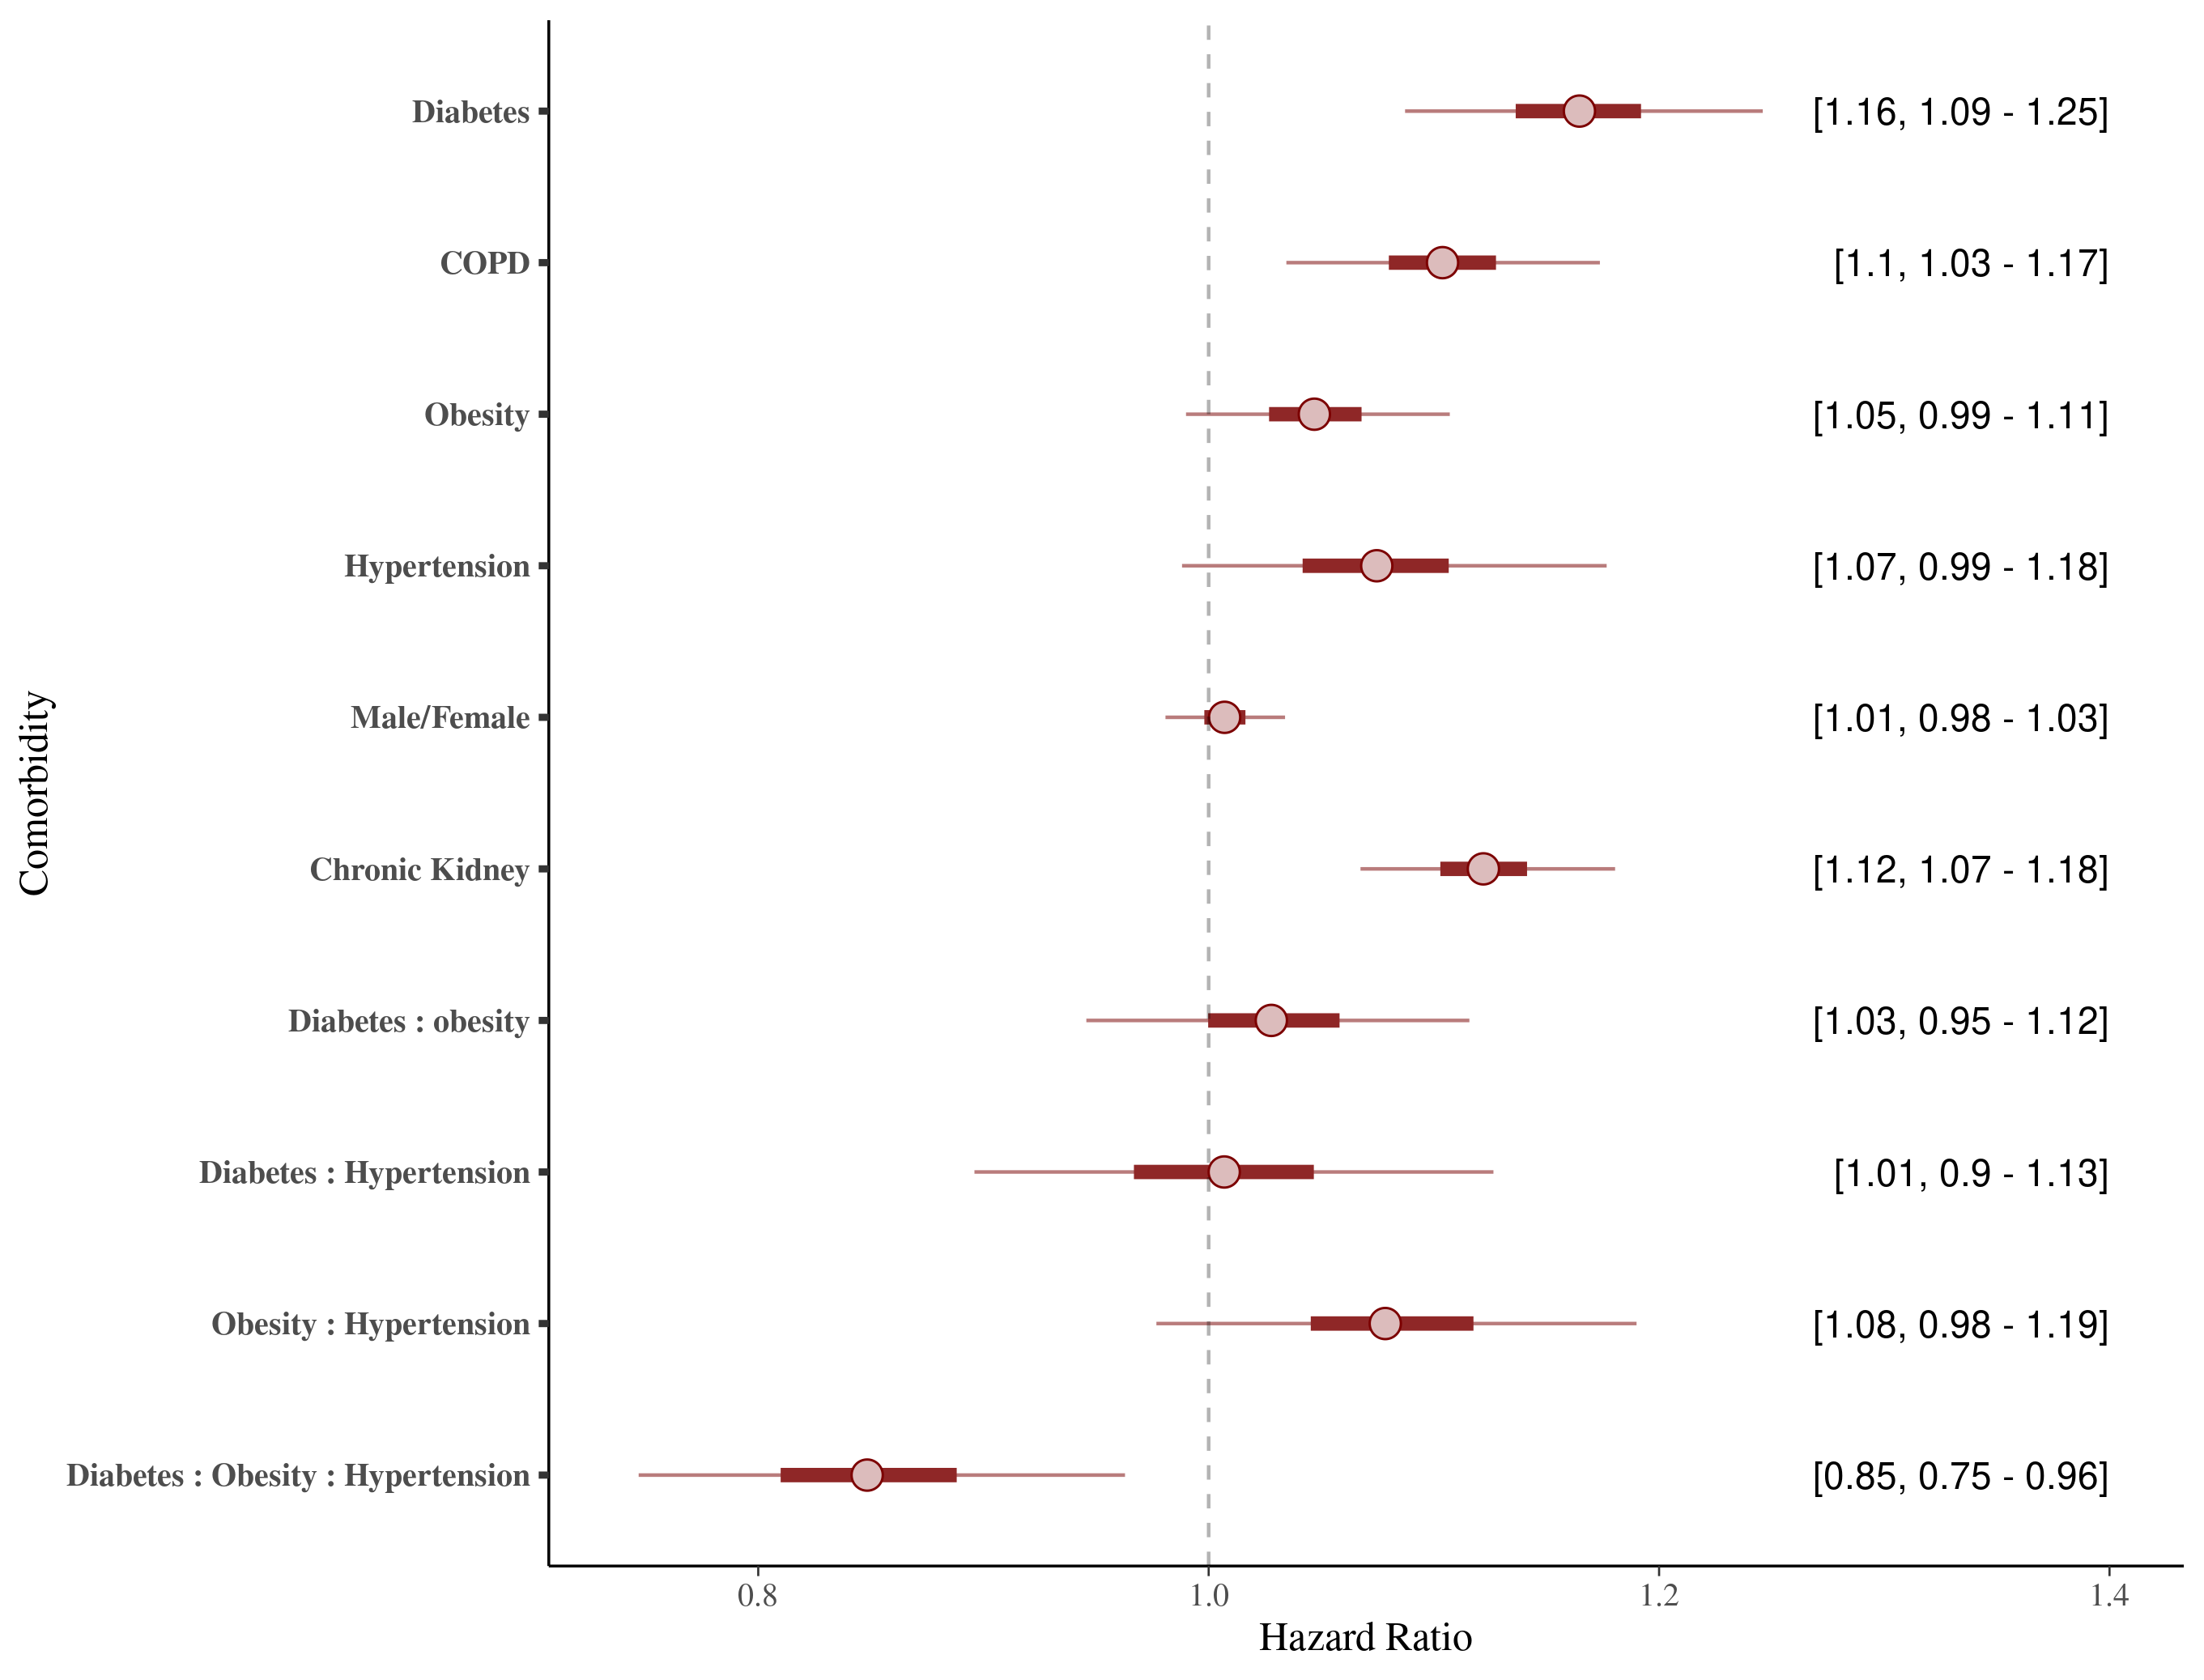 Comorbidity
Diabetes [1.16, 1.09 - 1.25]
COPD [1.1, 1.03 - 1.17]
Obesity [1.05, 0.99 - 1.11]
Hypertension [1.07, 0.99 - 1.18]
Male/Female [1.01, 0.98 - 1.03]
Chronic Kidney [1.12, 1.07 - 1.18]
Diabetes : obesity [1.03, 0.95 - 1.12]
Diabetes : Hypertension [1.01, 0.9 - 1.13]
Obesity : Hypertension [1.08, 0.98 - 1.19]
Diabetes : Obesity : Hypertension [0.85, 0.75 - 0.96]
0.8 1.0 1.2 1.4
Hazard Ratio